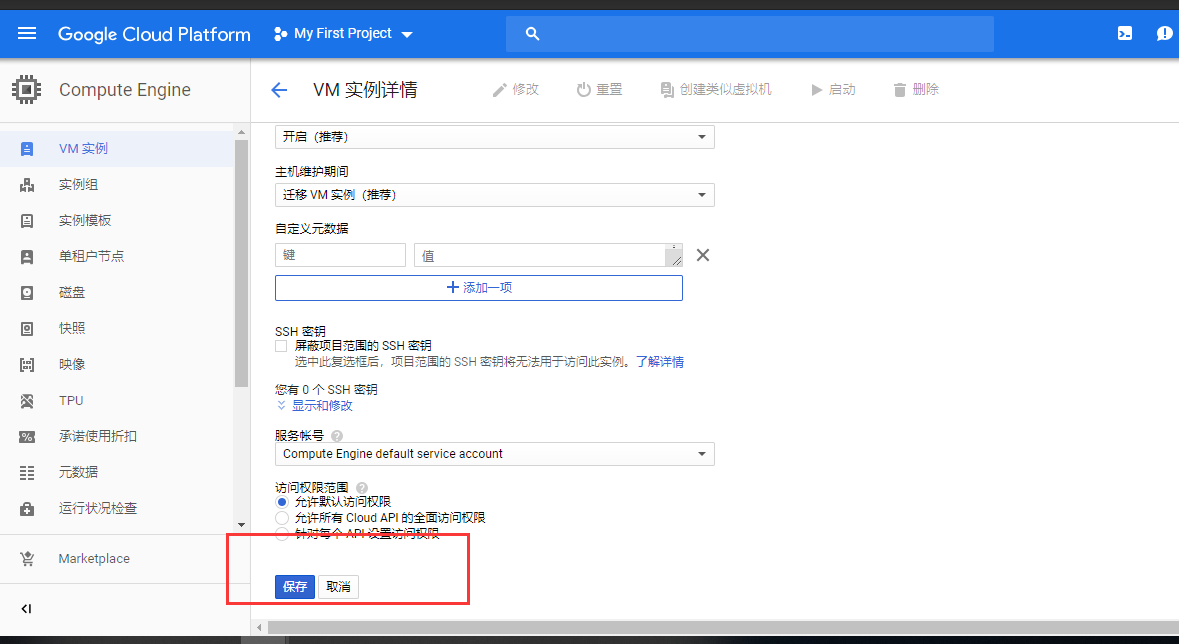 Google Cloud Platform
My First Project
Compute Engine
VM 实例详情
修改
重置
创建类似虚拟机
启动
删除
VM 实例
实例组
实例模板
单租户节点
磁盘
快照
映像
TPU
承诺使用折扣
元数据
运行状况检查
Marketplace
开启（推荐）
主机维护期间
迁移 VM 实例（推荐）
自定义元数据
键
值
添加一项
SSH 密钥
屏蔽项目范围的 SSH 密钥
选中此复选框后，项目范围的 SSH 密钥将无法用于访问此实例。了解详情
您有 0 个 SSH 密钥
显示和修改
服务帐号
Compute Engine default service account
访问权限范围
允许默认访问权限
允许所有 Cloud API 的全面访问权限
针对每个 API 设置访问权限
保存
取消